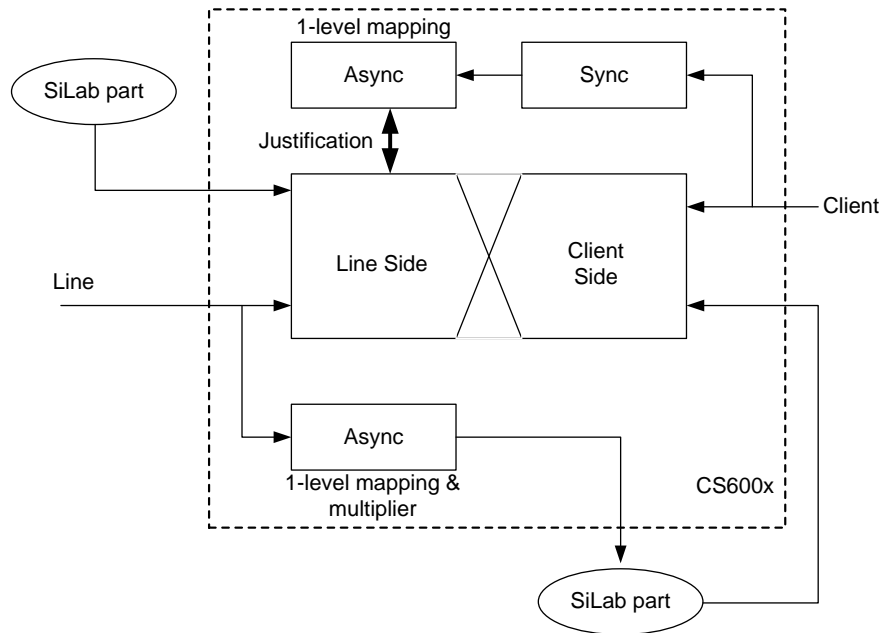 1-level mapping
Async
Sync
SiLab part
Justification
Client
Line Side
Client
Side
Line
Async
1-level mapping &
multiplier
CS600x
SiLab part